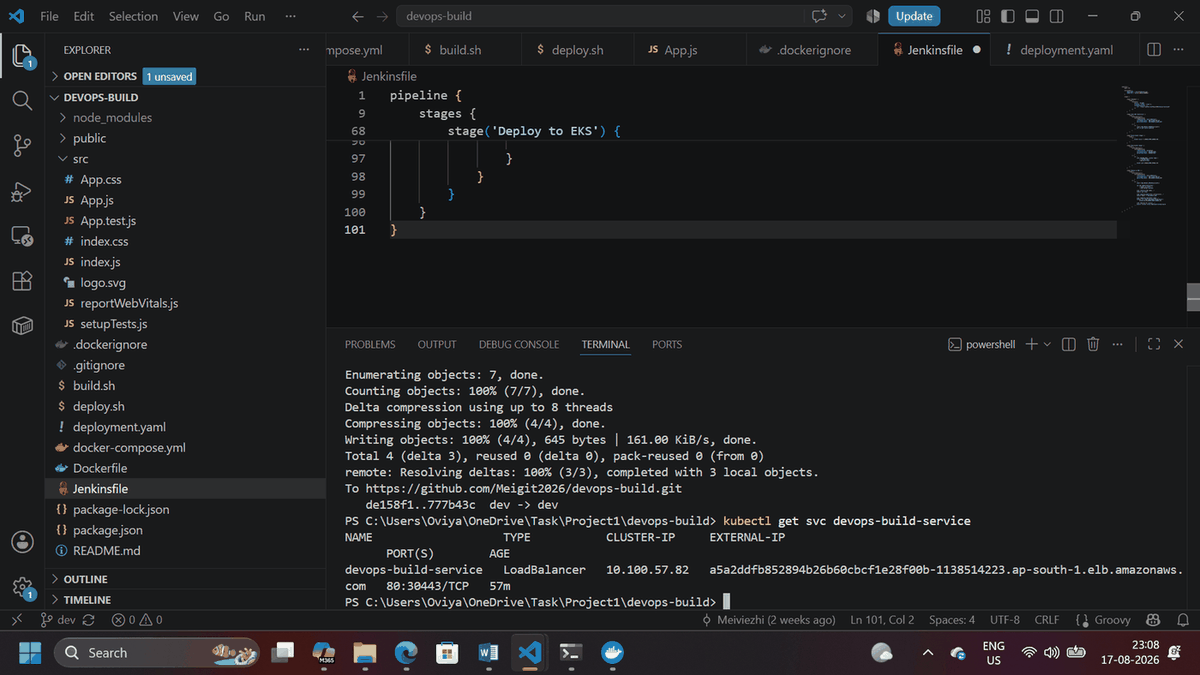 File Edit Selection View Go Run ··· devops-build Update
EXPLORER ···
OPEN EDITORS 1 unsaved
DEVOPS-BUILD
node_modules
public
src
# App.css
JS App.js
JS App.test.js
# index.css
JS index.js
logo.svg
JS reportWebVitals.js
JS setupTests.js
.dockerignore
.gitignore
$ build.sh
$ deploy.sh
! deployment.yaml
docker-compose.yml
Dockerfile
Jenkinsfile
{} package-lock.json
{} package.json
README.md
OUTLINE
TIMELINE
mpose.yml $ build.sh $ deploy.sh JS App.js .dockerignore Jenkinsfile ● ! deployment.yaml ···
Jenkinsfile
1 pipeline {
9 stages {
68 stage('Deploy to EKS') {
97 }
98 }
99 }
100 }
101 }
PROBLEMS OUTPUT DEBUG CONSOLE TERMINAL PORTS powershell ···
Enumerating objects: 7, done.
Counting objects: 100% (7/7), done.
Delta compression using up to 8 threads
Compressing objects: 100% (4/4), done.
Writing objects: 100% (4/4), 645 bytes | 161.00 KiB/s, done.
Total 4 (delta 3), reused 0 (delta 0), pack-reused 0 (from 0)
remote: Resolving deltas: 100% (3/3), completed with 3 local objects.
To https://github.com/Meigit2026/devops-build.git
de158f1..777b43c dev -> dev
PS C:\Users\Oviya\OneDrive\Task\Project1\devops-build> kubectl get svc devops-build-service
NAME TYPE CLUSTER-IP EXTERNAL-IP
PORT(S) AGE
devops-build-service LoadBalancer 10.100.57.82 a5a2ddfb852894b26b60cbcf1e28f00b-1138514223.ap-south-1.elb.amazonaws.
com 80:30443/TCP 57m
PS C:\Users\Oviya\OneDrive\Task\Project1\devops-build>
dev 0 0 Meiviezhi (2 weeks ago) Ln 101, Col 2 Spaces: 4 UTF-8 CRLF {} Groovy
Search M365 ENG US 23:08
17-08-2026